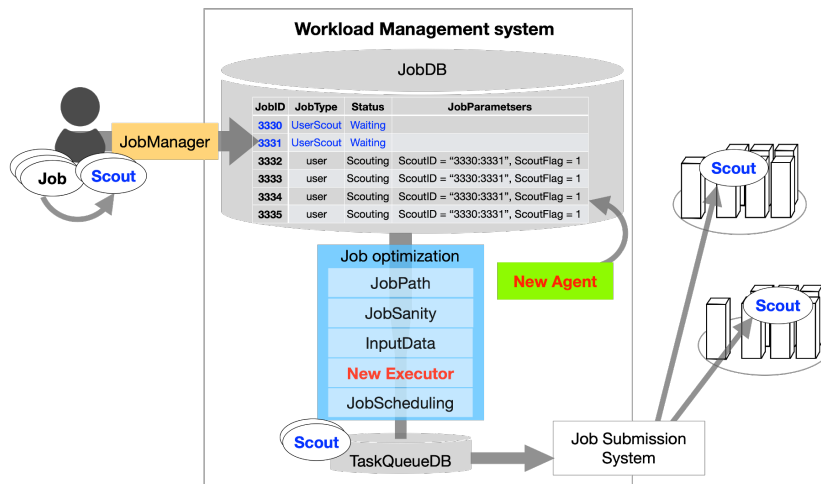 Workload Management system
JobDB
JobID JobType Status JobParametsers
3330 UserScout Waiting
3331 UserScout Waiting
3332 user Scouting ScoutID = “3330:3331”, ScoutFlag = 1
3333 user Scouting ScoutID = “3330:3331”, ScoutFlag = 1
3334 user Scouting ScoutID = “3330:3331”, ScoutFlag = 1
3335 user Scouting ScoutID = “3330:3331”, ScoutFlag = 1
JobManager
Job
Scout
Job optimization
JobPath
JobSanity
InputData
New Executor
JobScheduling
New Agent
Scout
TaskQueueDB
Job Submission
System
Scout
Scout